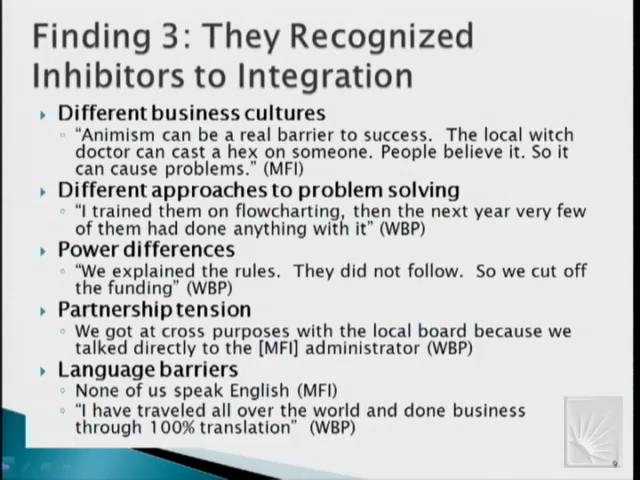 Finding 3: They Recognized
Inhibitors to Integration
Different business cultures
"Animism can be a real barrier to success. The local witch
doctor can cast a hex on someone. People believe it. So it
can cause problems." (MFI)
Different approaches to problem solving
"I trained them on flowcharting, then the next year very few
of them had done anything with it" (WBP)
Power differences
"We explained the rules. They did not follow. So we cut off
the funding" (WBP)
Partnership tension
We got at cross purposes with the local board because we
talked directly to the [MFI] administrator (WBP)
Language barriers
None of us speak English (MFI)
"I have traveled all over the world and done business
through 100% translation" (WBP)
9